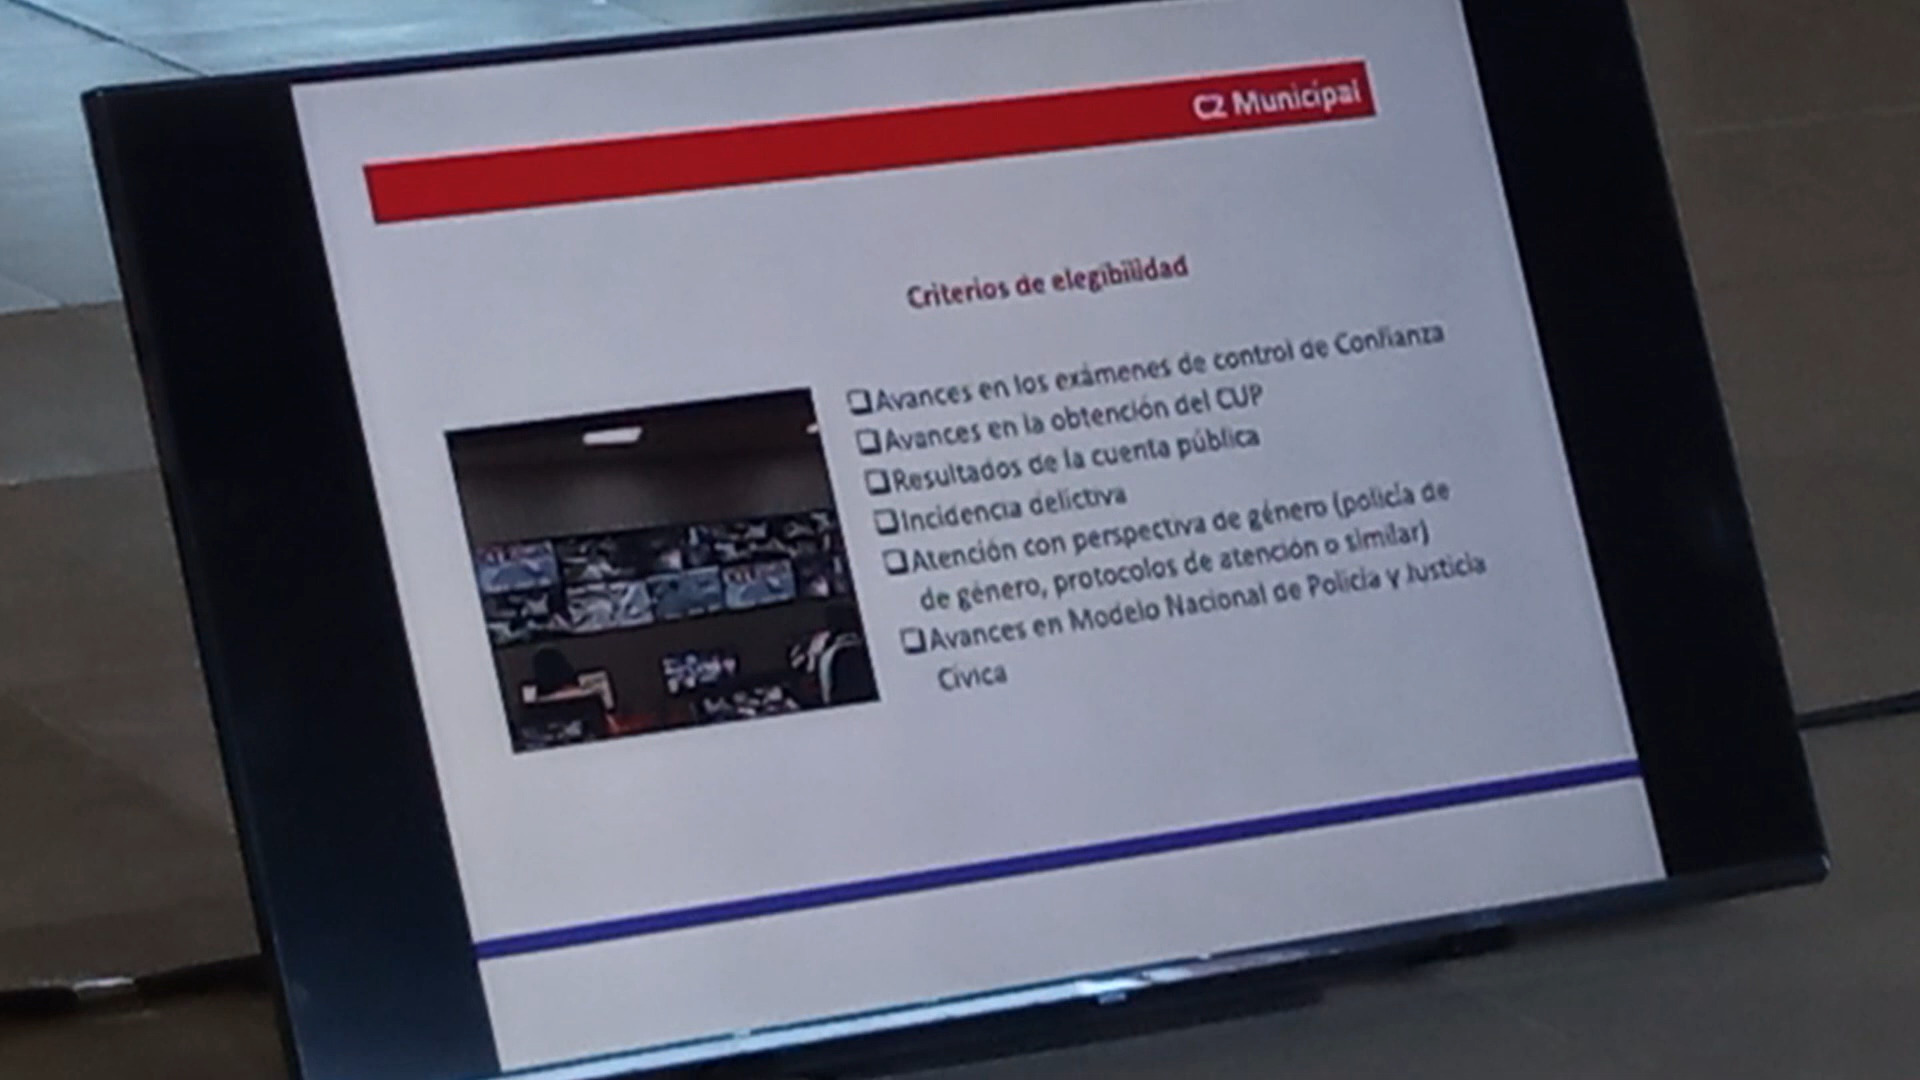 C2 Municipal
Criterios de elegibilidad
❑Avances en los exámenes de control de Confianza
❑Avances en la obtención del CUP
❑Resultados de la cuenta pública
❑Incidencia delictiva
❑Atención con perspectiva de género (policía de
de género, protocolos de atención o similar)
❑Avances en Modelo Nacional de Policía y Justicia
Cívica